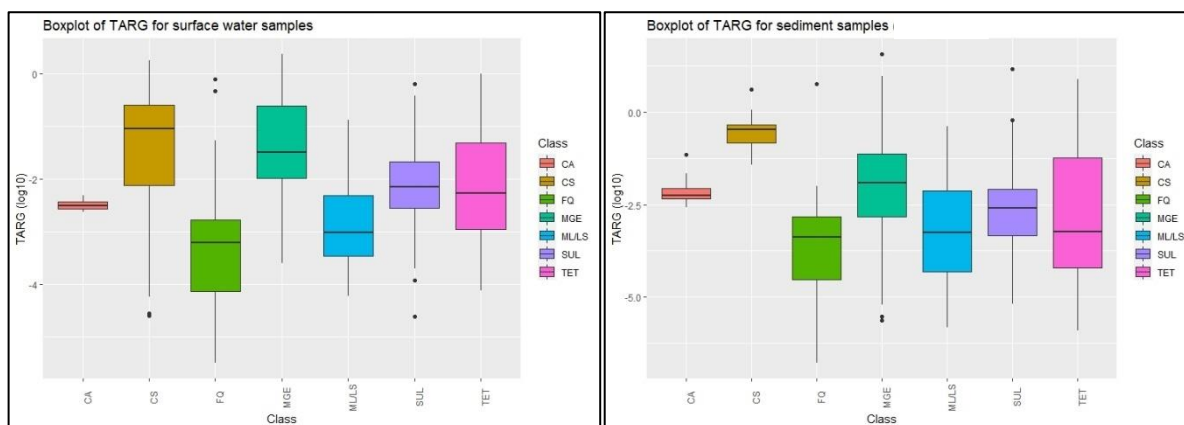 Boxplot of TARG for surface water samples
TARG (log10)
0
-2
-4
CA
CS
FQ
MGE
ML/LS
SUL
TET
Class
Class
CA
CS
FQ
MGE
ML/LS
SUL
TET
Boxplot of TARG for sediment samples (
TARG (log10)
0.0
-2.5
-5.0
CA
CS
FQ
MGE
ML/LS
SUL
TET
Class
Class
CA
CS
FQ
MGE
ML/LS
SUL
TET